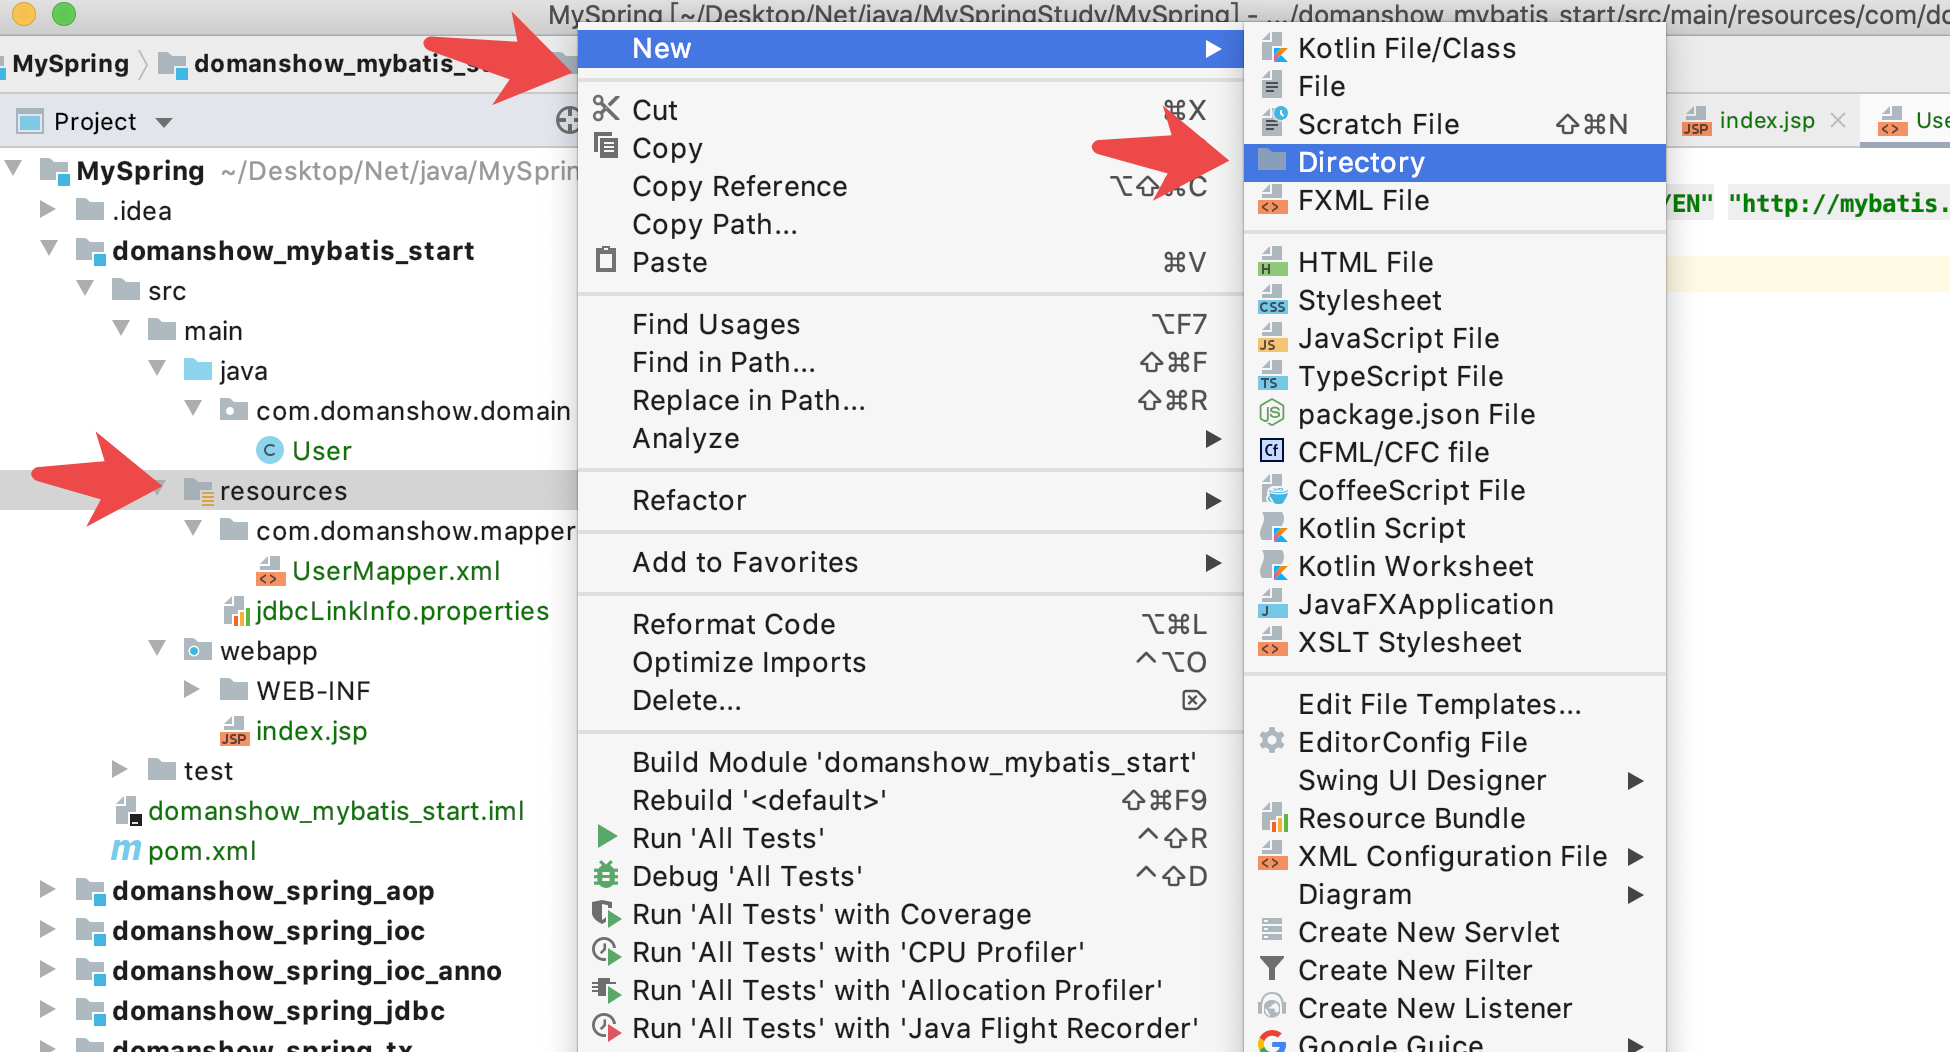 MySpring [~/Desktop/Net/java/MySpringStudy/MySpring] - .../domanshow_mybatis_start/src/main/resources/com/do
MySpring
domanshow_mybatis_s
Project
MySpring ~/Desktop/Net/java/MySprin
.idea
domanshow_mybatis_start
src
main
java
com.domanshow.domain
User
resources
com.domanshow.mapper
UserMapper.xml
jdbcLinkInfo.properties
webapp
WEB-INF
index.jsp
test
domanshow_mybatis_start.iml
pom.xml
domanshow_spring_aop
domanshow_spring_ioc
domanshow_spring_ioc_anno
domanshow_spring_jdbc
domanshow_spring_tx
New
Cut ⌘X
Copy
Copy Reference ⌥⇧⌘C
Copy Path...
Paste ⌘V
Find Usages ⌥F7
Find in Path... ⇧⌘F
Replace in Path... ⇧⌘R
Analyze
Refactor
Add to Favorites
Reformat Code ⌥⌘L
Optimize Imports ^⌥O
Delete... ⌦
Build Module 'domanshow_mybatis_start'
Rebuild '<default>' ⇧⌘F9
Run 'All Tests' ^⇧R
Debug 'All Tests' ^⇧D
Run 'All Tests' with Coverage
Run 'All Tests' with 'CPU Profiler'
Run 'All Tests' with 'Allocation Profiler'
Run 'All Tests' with 'Java Flight Recorder'
Kotlin File/Class
File
Scratch File ⇧⌘N
Directory
FXML File
HTML File
Stylesheet
JavaScript File
TypeScript File
package.json File
CFML/CFC file
CoffeeScript File
Kotlin Script
Kotlin Worksheet
JavaFXApplication
XSLT Stylesheet
Edit File Templates...
EditorConfig File
Swing UI Designer
Resource Bundle
XML Configuration File
Diagram
Create New Servlet
Create New Filter
Create New Listener
Google Guice
index.jsp
Use
/EN" "http://mybatis.